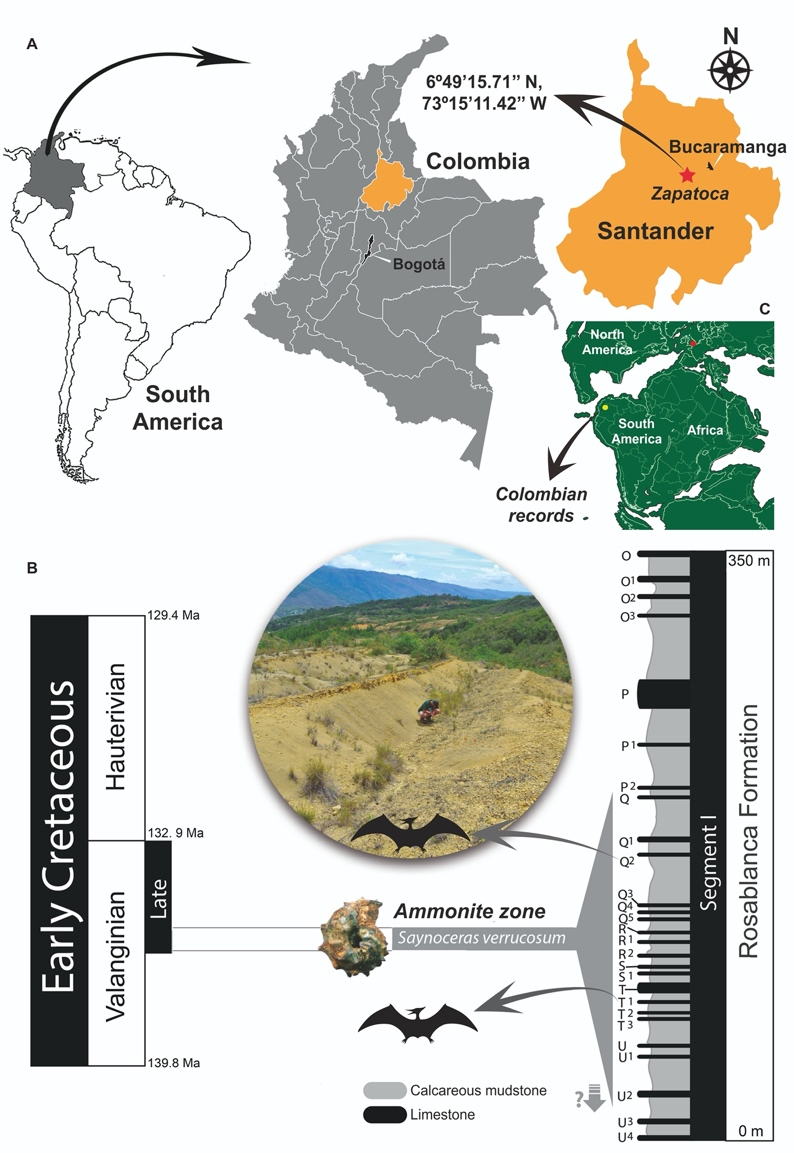 A
N
6º49’15.71’’ N,
73º15’11.42’’ W
Colombia
Bucaramanga
Zapatoca
Santander
Bogotá
South
America
C
North
America
South
America
Africa
Colombian
records
B
129.4 Ma
Early Cretaceous
Hauterivian
132. 9 Ma
Late
Valanginian
139.8 Ma
Ammonite zone
Saynoceras verrucosum
Calcareous mudstone
Limestone
?
O
O1
O2
O3
P
P1
P2
Q
Q1
Q2
Q3
Q4
Q5
R
R1
R2
S
S1
T
T1
T2
T3
U
U1
U2
U3
U4
Segment I
350 m
Rosablanca Formation
0 m